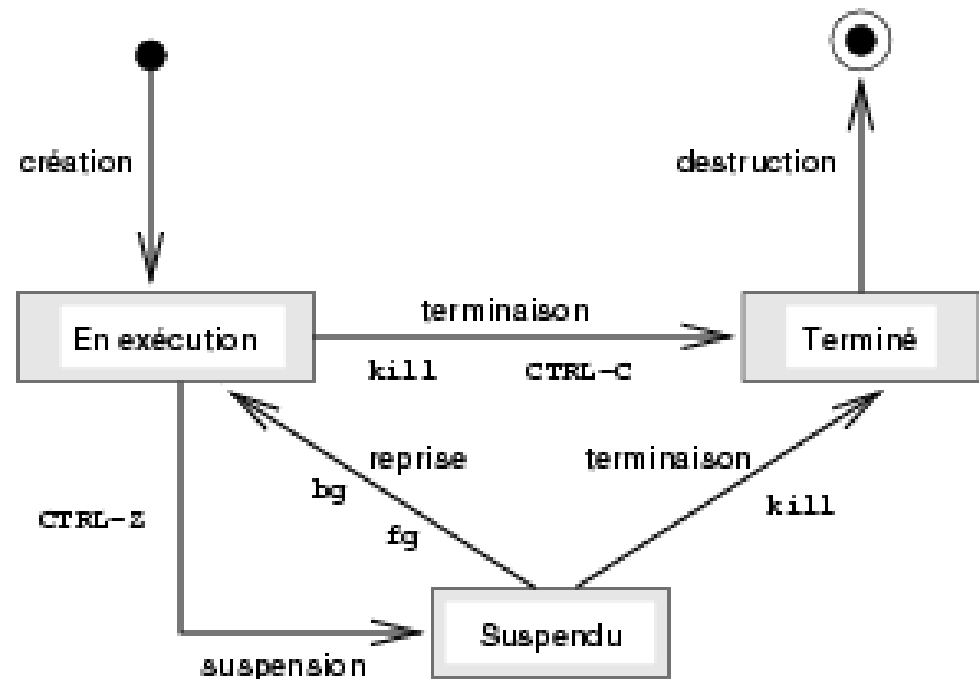 création
destruction
En exécution
terminaison
kill
CTRL-C
Terminé
reprise
bg
fg
terminaison
kill
CTRL-Z
Suspendu
suspension